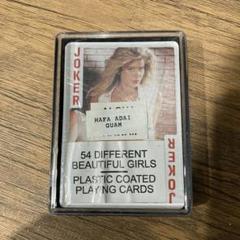 JOKER
HAFA ADAI
GUAM
54 DIFFERENT
BEAUTIFUL GIRLS
PLASTIC COATED
PLAYING CARDS
JOKER